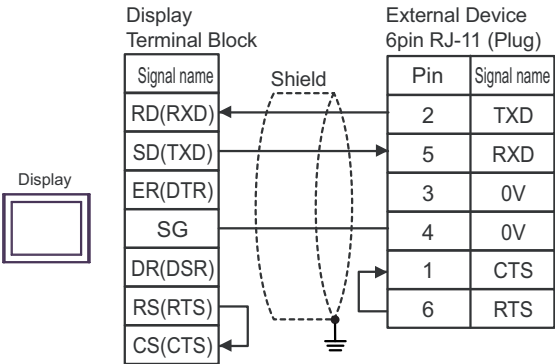 Display
Terminal Block
External Device
6pin RJ-11 (Plug)
Signal name
Shield
Pin
Signal name
RD(RXD)
2
TXD
SD(TXD)
5
RXD
Display
ER(DTR)
3
0V
SG
4
0V
DR(DSR)
1
CTS
RS(RTS)
6
RTS
CS(CTS)